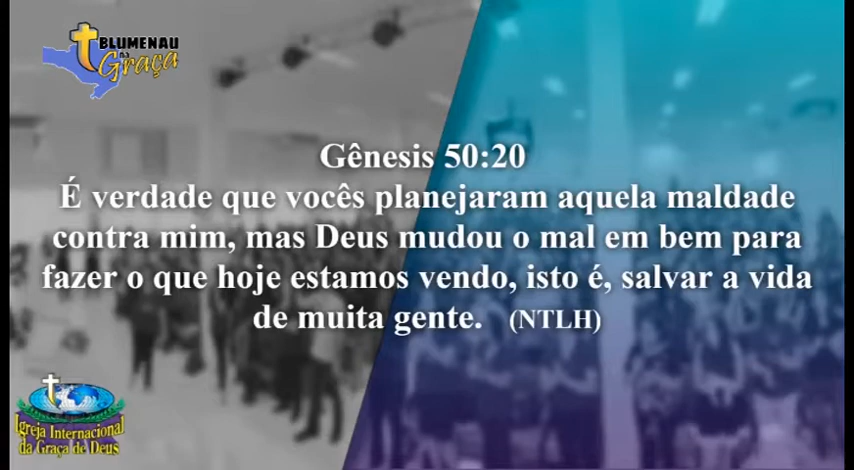 BLUMENAU
na
Graça
Gênesis 50:20
É verdade que vocês planejaram aquela maldade
contra mim, mas Deus mudou o mal em bem para
fazer o que hoje estamos vendo, isto é, salvar a vida
de muita gente. (NTLH)
Igreja Internacional
da Graça de Deus